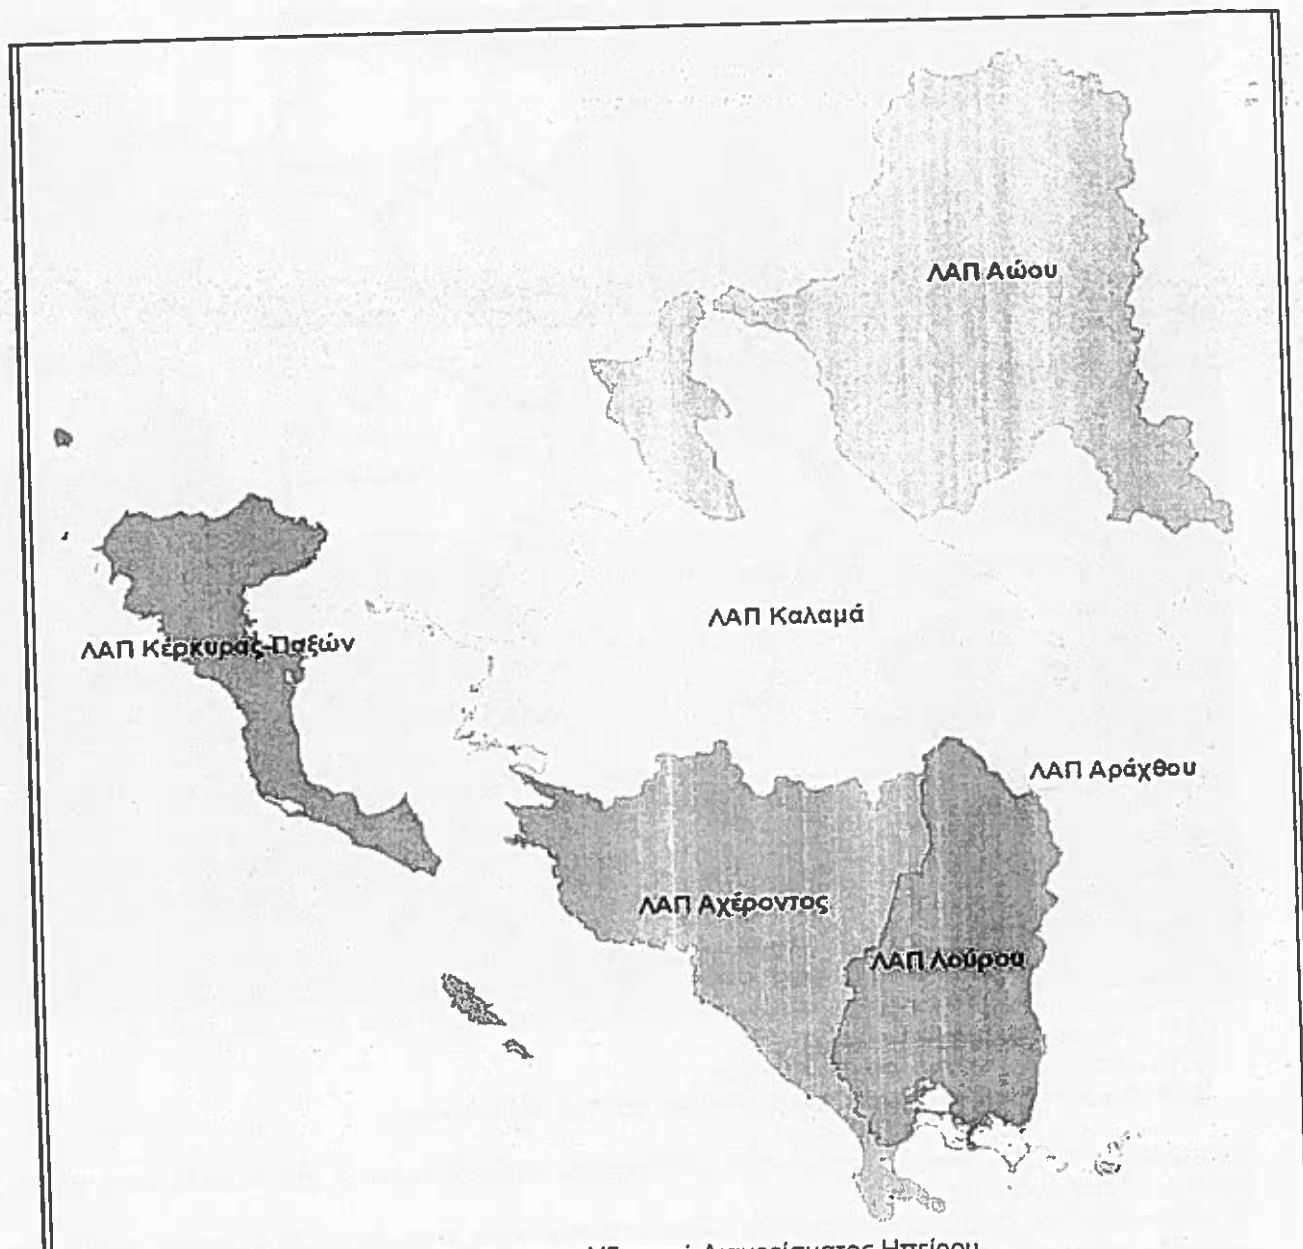 ΛΑΠ Αώου
ΛΑΠ Καλαμά
ΛΑΠ Κέρκυρας-Παξών
ΛΑΠ Αράχθου
ΛΑΠ Αχέροντος
ΛΑΠ Λούρου
Διαμερίσματος Ηπείρου